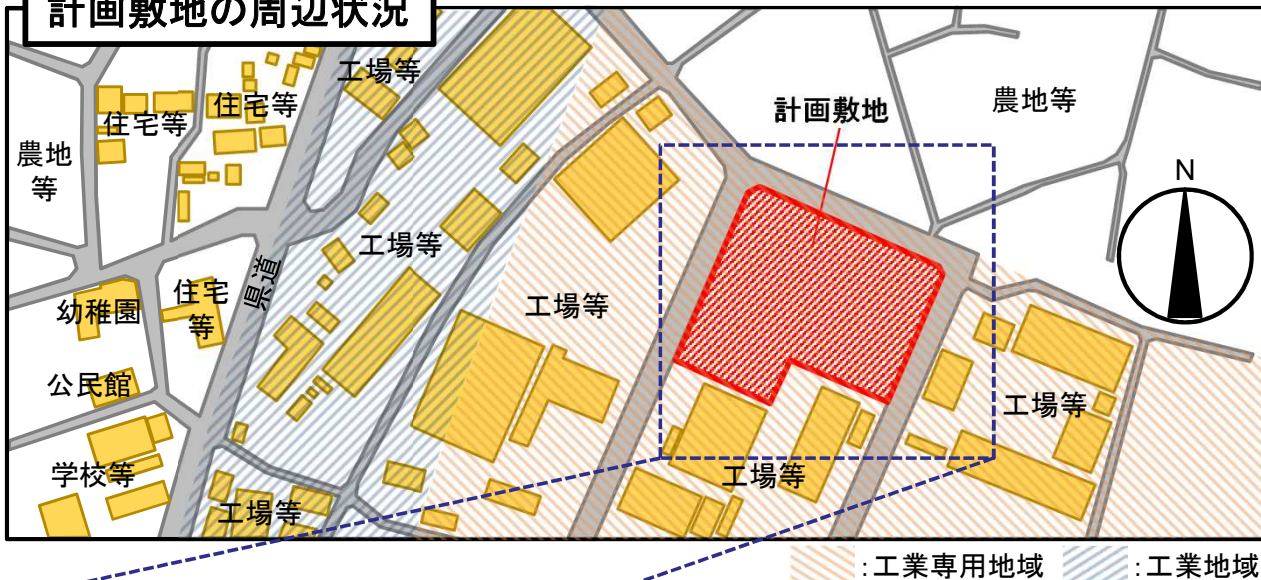 計画敷地の周辺状況
工場等
住宅等
住宅等
農地
等
計画敷地
農地等
N
工場等
県道
幼稚園
住宅
等
工場等
公民館
工場等
学校等
工場等
工場等
:工業専用地域
:工業地域